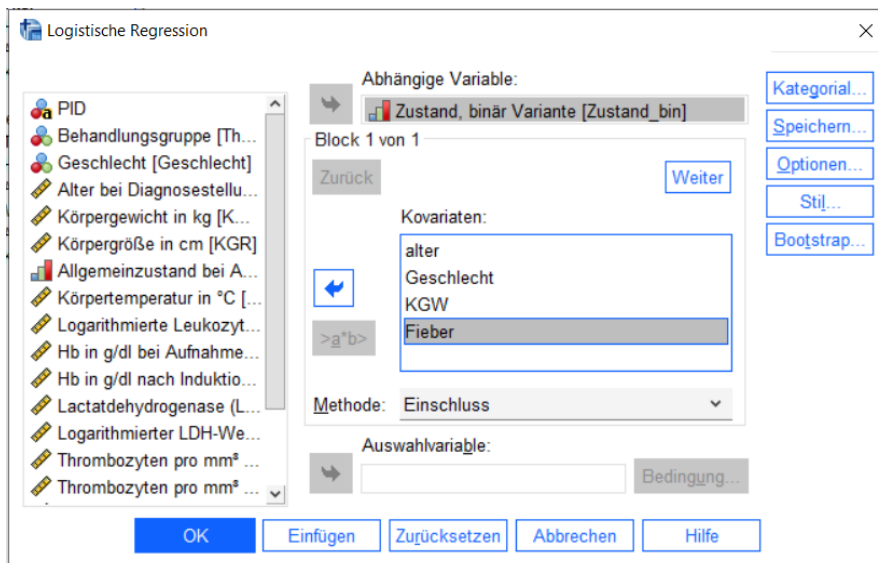 Logistische Regression
PID
Behandlungsgruppe [Th...
Geschlecht [Geschlecht]
Alter bei Diagnosestellu...
Körpergewicht in kg [K...
Körpergröße in cm [KGR]
Allgemeinzustand bei A...
Körpertemperatur in °C [...
Logarithmierte Leukozyt...
Hb in g/dl bei Aufnahme...
Hb in g/dl nach Induktio...
Lactatdehydrogenase (L...
Logarithmierter LDH-We...
Thrombozyten pro mm³ ...
Thrombozyten pro mm³ ...
Abhängige Variable:
Zustand, binär Variante [Zustand_bin]
Block 1 von 1
Zurück
Weiter
Kovariaten:
alter
Geschlecht
KGW
Fieber
>a*b>
Methode:
Einschluss
Auswahlvariable:
Bedingung...
Kategorial...
Speichern...
Optionen...
Stil...
Bootstrap...
OK
Einfügen
Zurücksetzen
Abbrechen
Hilfe